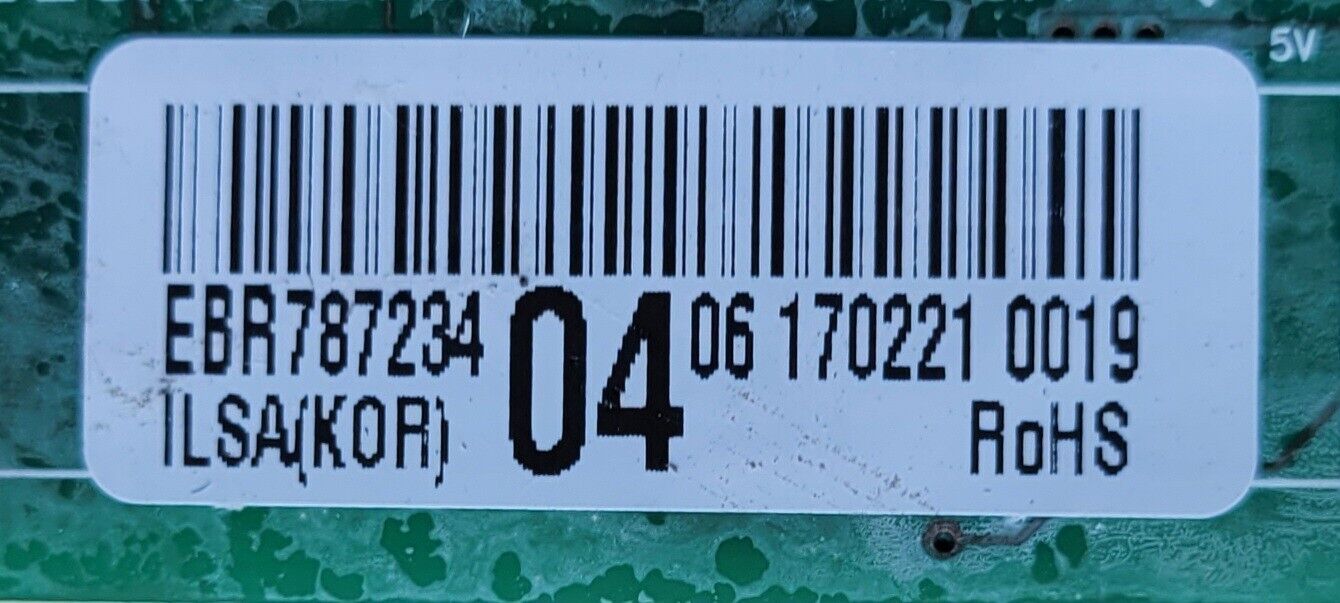 5V
EBR787234 04 06 170221 0019
ILSA(KOR) RoHS